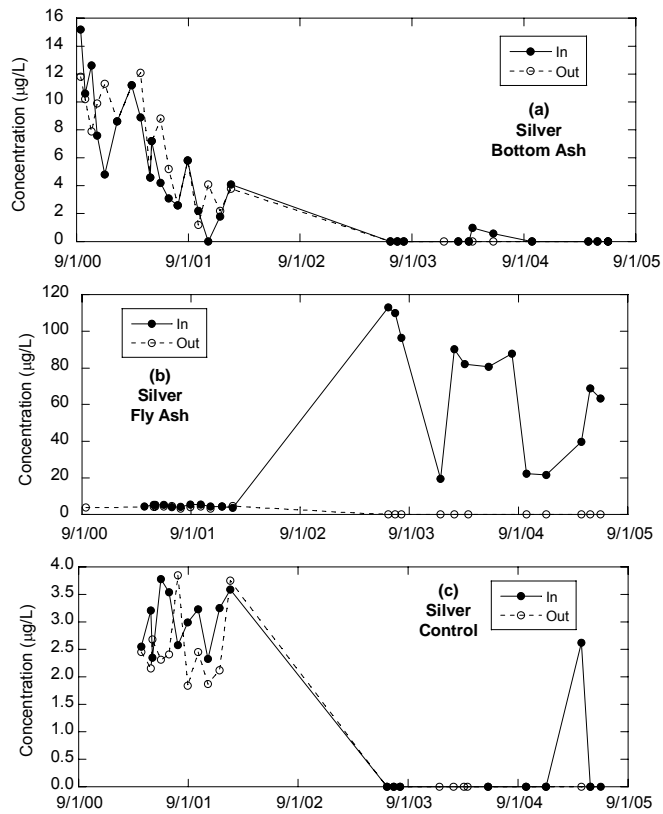 16
14
12
10
8
6
4
2
0
Concentration (µg/L)
In
Out
(a)
Silver
Bottom Ash
9/1/00 9/1/01 9/1/02 9/1/03 9/1/04 9/1/05
140
120
100
80
60
40
20
0
Concentration (µg/L)
In
Out
(b)
Silver
Fly Ash
9/1/00 9/1/01 9/1/02 9/1/03 9/1/04 9/1/05
4.0
3.5
3.0
2.5
2.0
1.5
1.0
0.5
0.0
Concentration (µg/L)
(c)
Silver
Control
In
Out
9/1/00 9/1/01 9/1/02 9/1/03 9/1/04 9/1/05